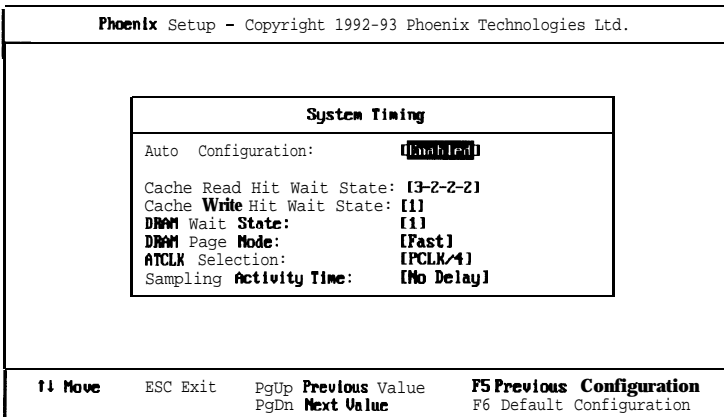 Phoenix Setup – Copyright 1992-93 Phoenix Technologies Ltd.
System Timing
Auto Configuration: [Enabled]
Cache Read Hit Wait State: [3-2-2-2]
Cache Write Hit Wait State: [1]
DRAM Wait State: [1]
DRAM Page Mode: [Fast]
ATCLK Selection: [PCLK/4]
Sampling Activity Time: [No Delay]
↑↓ Move ESC Exit PgUp Previous Value F5 Previous Configuration
PgDn Next Value F6 Default Configuration